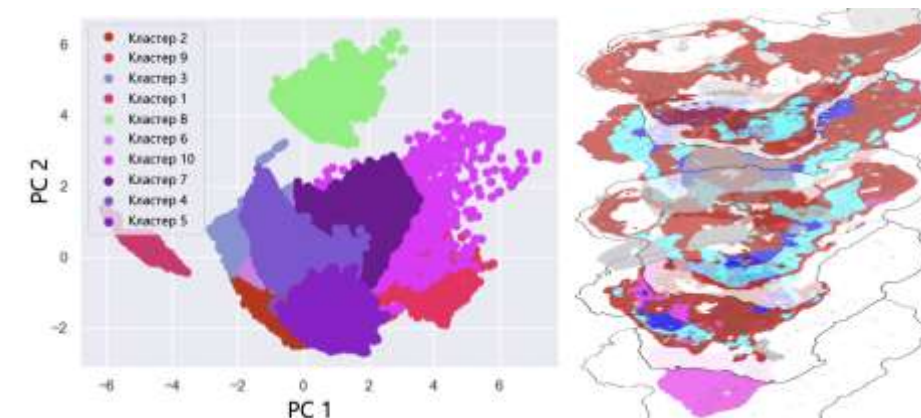 Кластер 2
Кластер 9
Кластер 3
Кластер 1
Кластер 8
Кластер 6
Кластер 10
Кластер 7
Кластер 4
Кластер 5
6
4
2
0
−2
PC 2
−6
−4
−2
0
2
4
6
PC 1